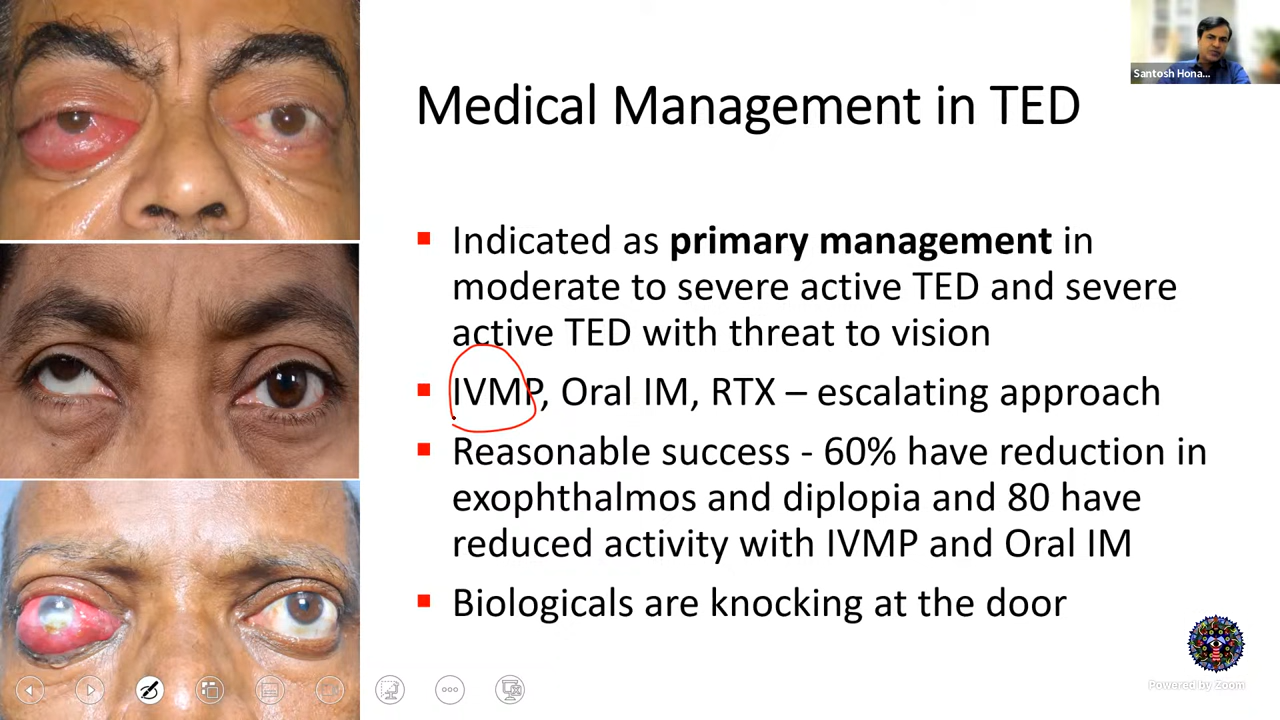 Santosh Hona...
Medical Management in TED
Indicated as primary management in
moderate to severe active TED and severe
active TED with threat to vision
IVMP, Oral IM, RTX – escalating approach
Reasonable success - 60% have reduction in
exophthalmos and diplopia and 80 have
reduced activity with IVMP and Oral IM
Biologicals are knocking at the door
Powered by Zoom